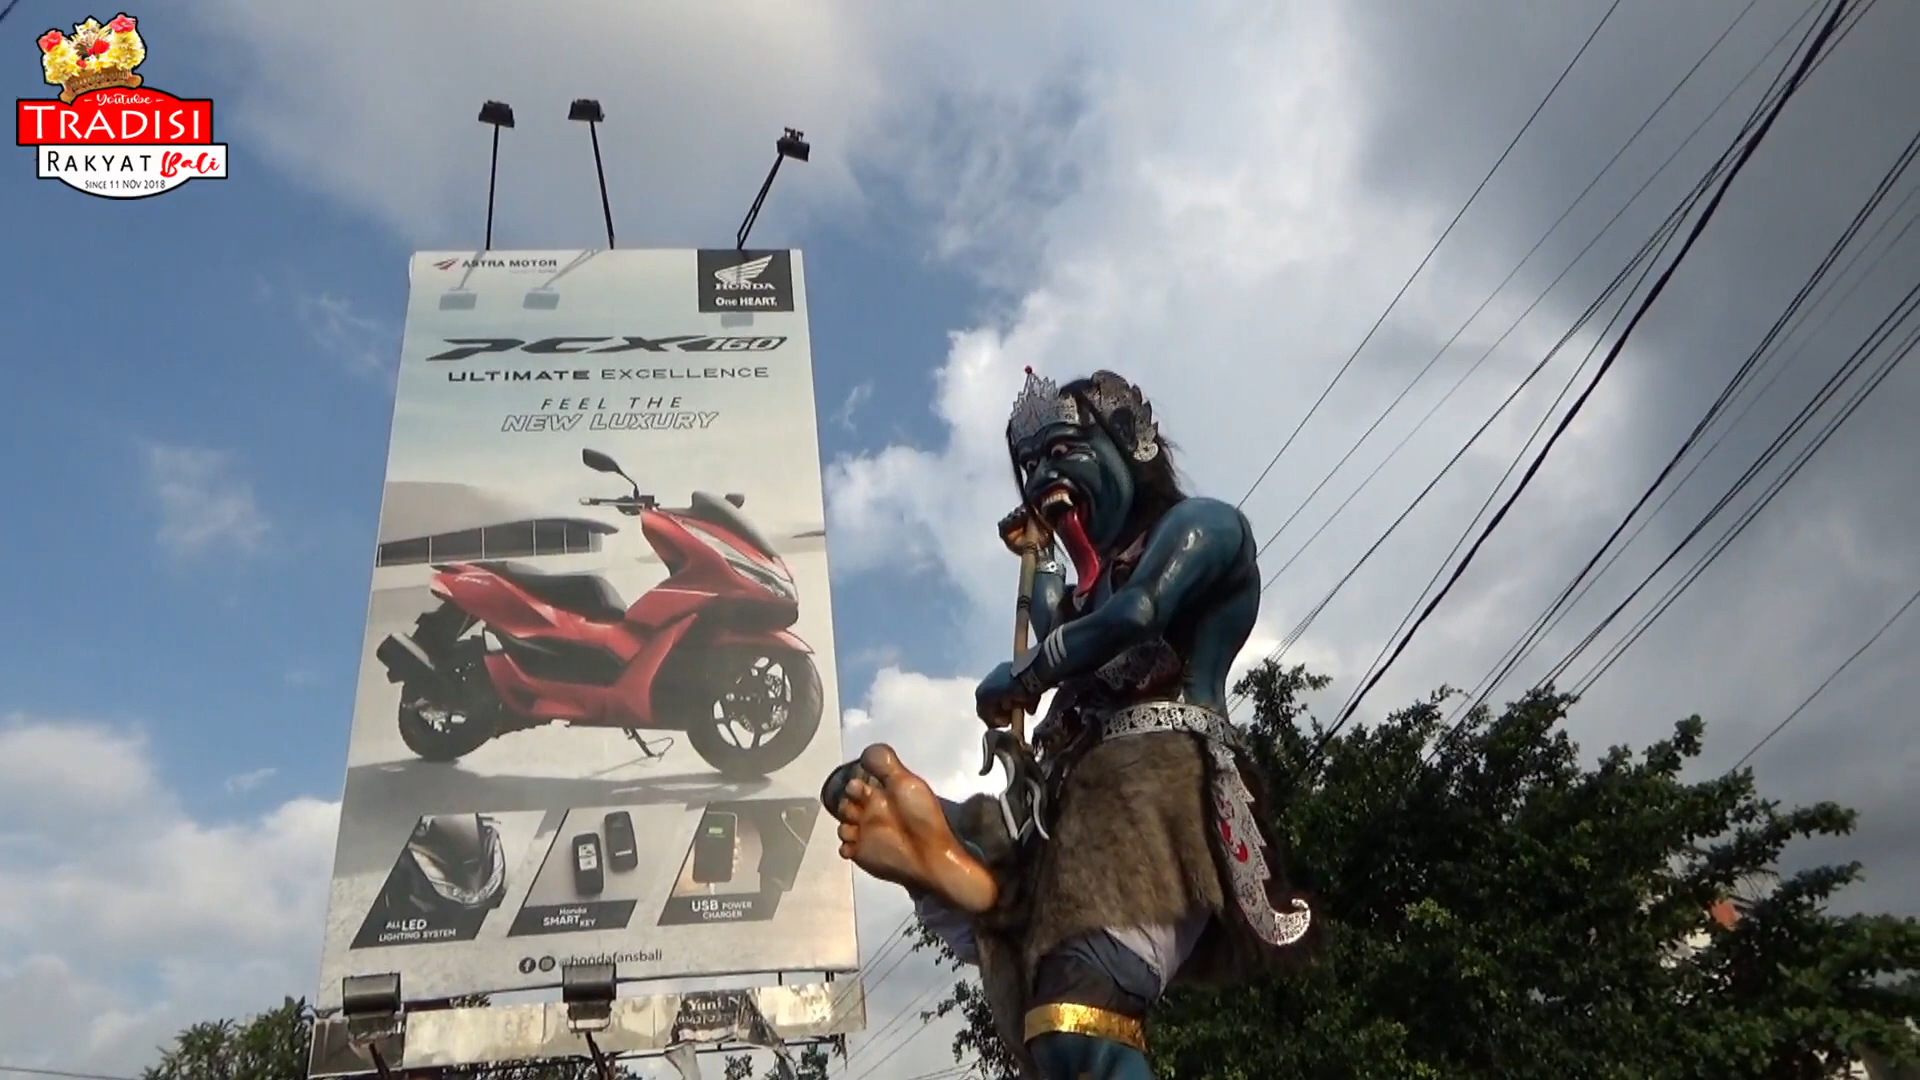 Youtube
TRADISI
RAKYAT Bali
SINCE 11 NOV 2018
ASTRA MOTOR
HONDA
One HEART.
PCX160
ULTIMATE EXCELLENCE
FEEL THE
NEW LUXURY
ALL LED
LIGHTING SYSTEM
Honda
SMART KEY
USB POWER
CHARGER
@hondafansbali